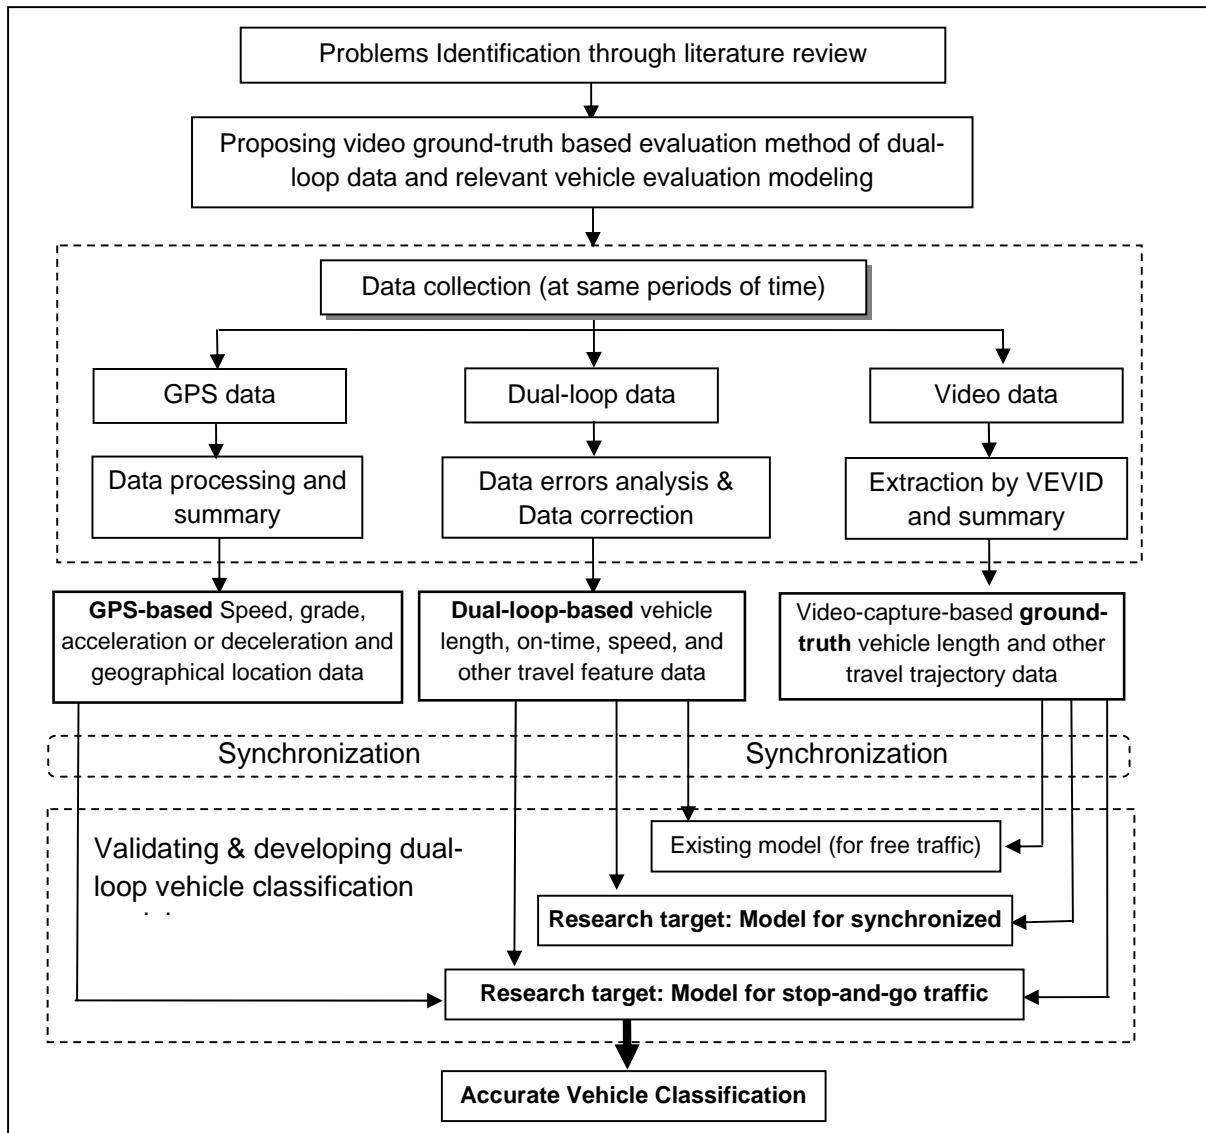 Problems Identification through literature review
Proposing video ground-truth based evaluation method of dual-
loop data and relevant vehicle evaluation modeling
Data collection (at same periods of time)
GPS data
Dual-loop data
Video data
Data processing and
summary
Data errors analysis &
Data correction
Extraction by VEVID
and summary
GPS-based Speed, grade,
acceleration or deceleration and
geographical location data
Dual-loop-based vehicle
length, on-time, speed, and
other travel feature data
Video-capture-based ground-
truth vehicle length and other
travel trajectory data
Synchronization
Synchronization
Validating & developing dual-
loop vehicle classification
Existing model (for free traffic)
Research target: Model for synchronized
Research target: Model for stop-and-go traffic
Accurate Vehicle Classification